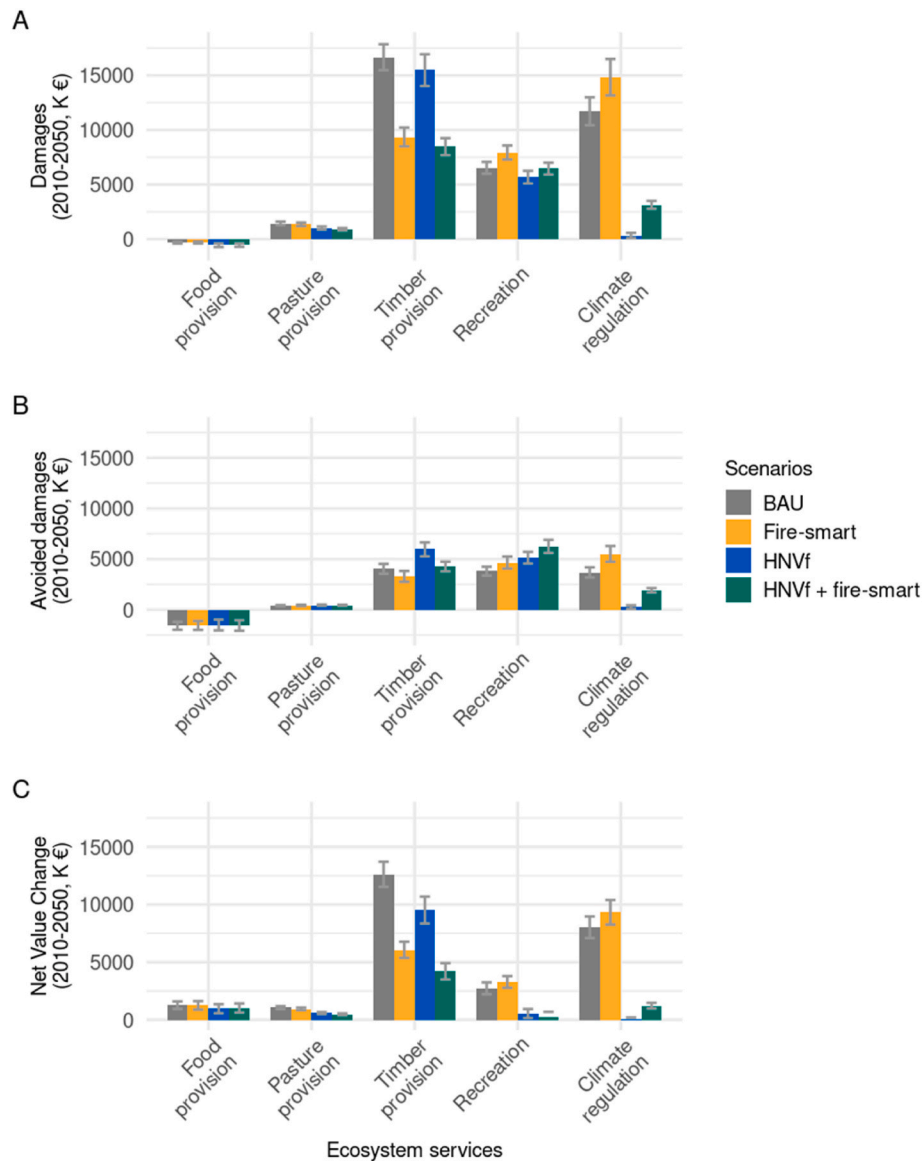 A
Damages
(2010-2050, K €)
15000
10000
5000
0
Food
provision
Pasture
provision
Timber
provision
Recreation
Climate
regulation
B
Avoided damages
(2010-2050, K €)
15000
10000
5000
0
Food
provision
Pasture
provision
Timber
provision
Recreation
Climate
regulation
Scenarios
BAU
Fire-smart
HNVf
HNVf + fire-smart
C
Net Value Change
(2010-2050, K €)
15000
10000
5000
0
Food
provision
Pasture
provision
Timber
provision
Recreation
Climate
regulation
Ecosystem services